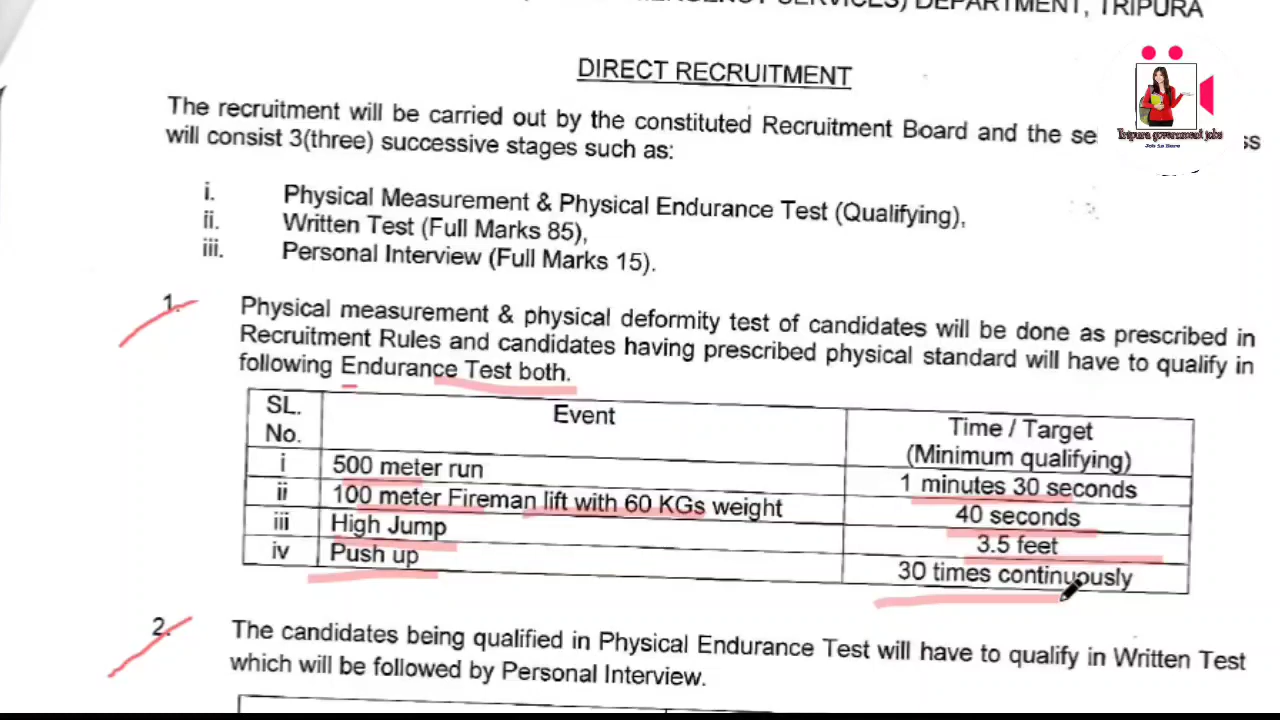 SERVICES) DEPARTMENT, TRIPURA
DIRECT RECRUITMENT
Tripura government jobs
Job is Here
The recruitment will be carried out by the constituted Recruitment Board and the
will consist 3(three) successive stages such as:
i. Physical Measurement & Physical Endurance Test (Qualifying),
ii. Written Test (Full Marks 85),
iii. Personal Interview (Full Marks 15).
1. Physical measurement & physical deformity test of candidates will be done as prescribed in
Recruitment Rules and candidates having prescribed physical standard will have to qualify in
following Endurance Test both.
SL. No. Event Time / Target (Minimum qualifying)
i 500 meter run 1 minutes 30 seconds
ii 100 meter Fireman lift with 60 KGs weight 40 seconds
iii High Jump 3.5 feet
iv Push up 30 times continuously
2. The candidates being qualified in Physical Endurance Test will have to qualify in Written Test
which will be followed by Personal Interview.